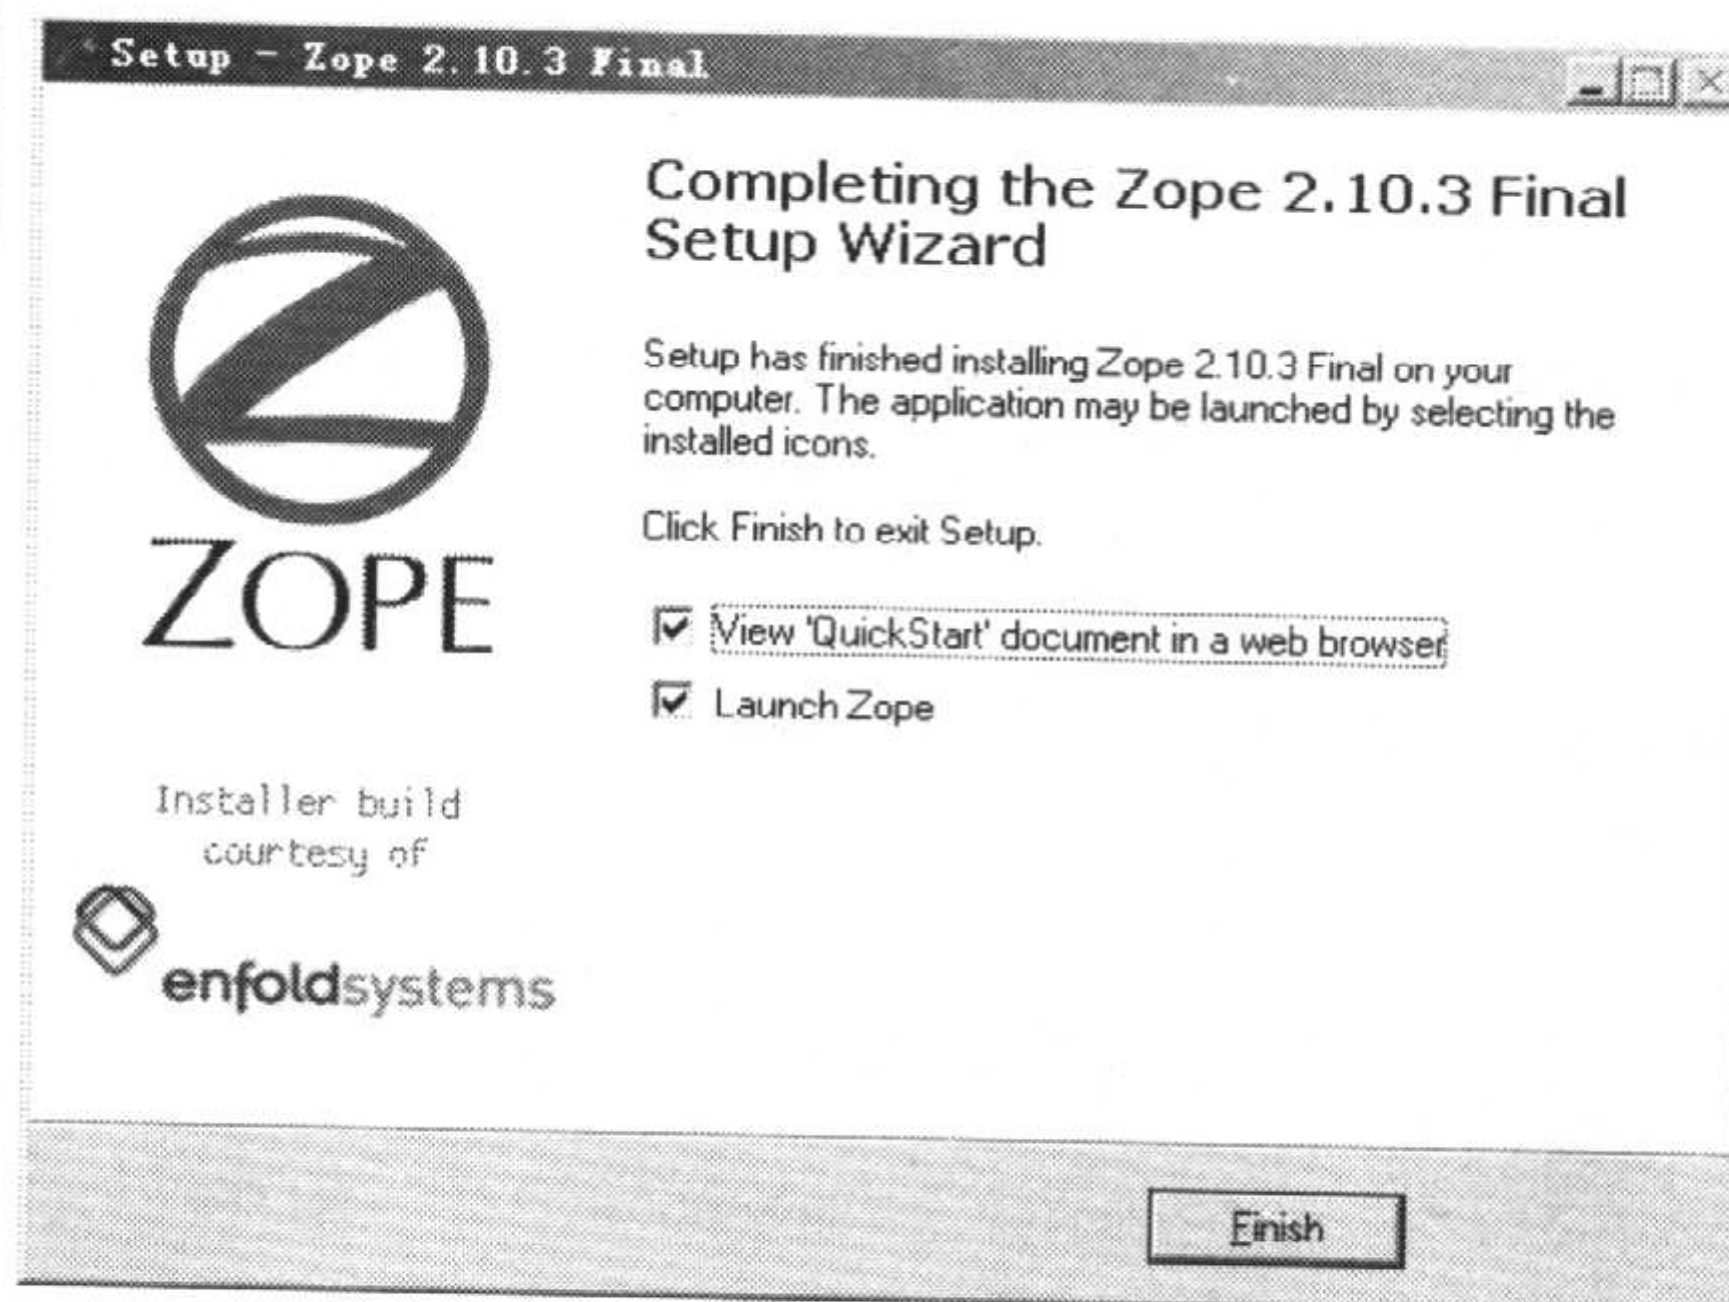 Setup - Zope 2.10.3 Final
Completing the Zope 2.10.3 Final
Setup Wizard
Setup has finished installing Zope 2.10.3 Final on your
computer. The application may be launched by selecting the
installed icons.
Click Finish to exit Setup.
View 'QuickStart' document in a web browser
Launch Zope
ZOPE
Installer build
courtesy of
enfoldsystems
Finish